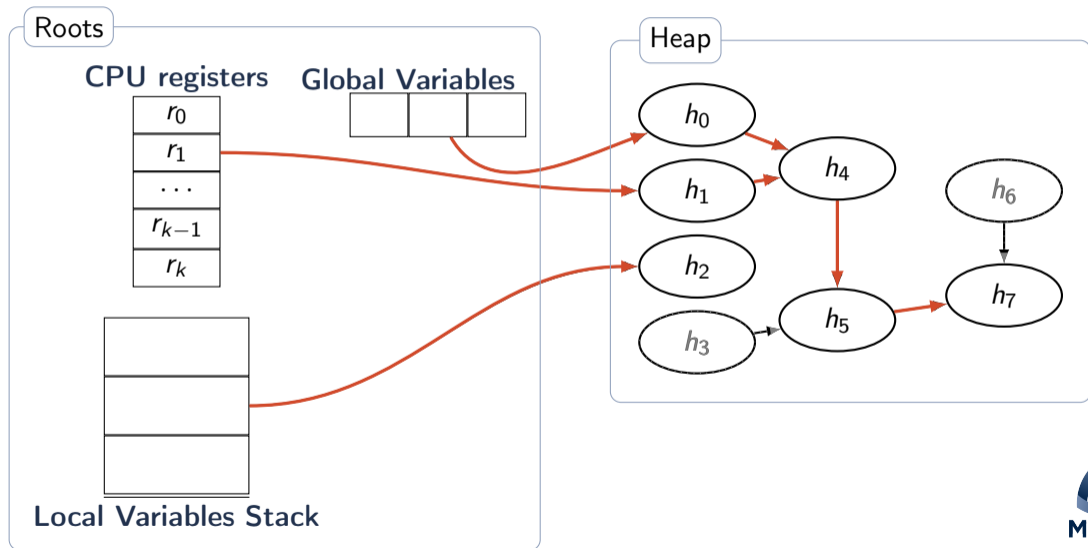 Roots
CPU registers
r0
r1
...
rk−1
rk
Global Variables
Local Variables Stack
Heap
h0
h1
h2
h3
h4
h5
h6
h7
M